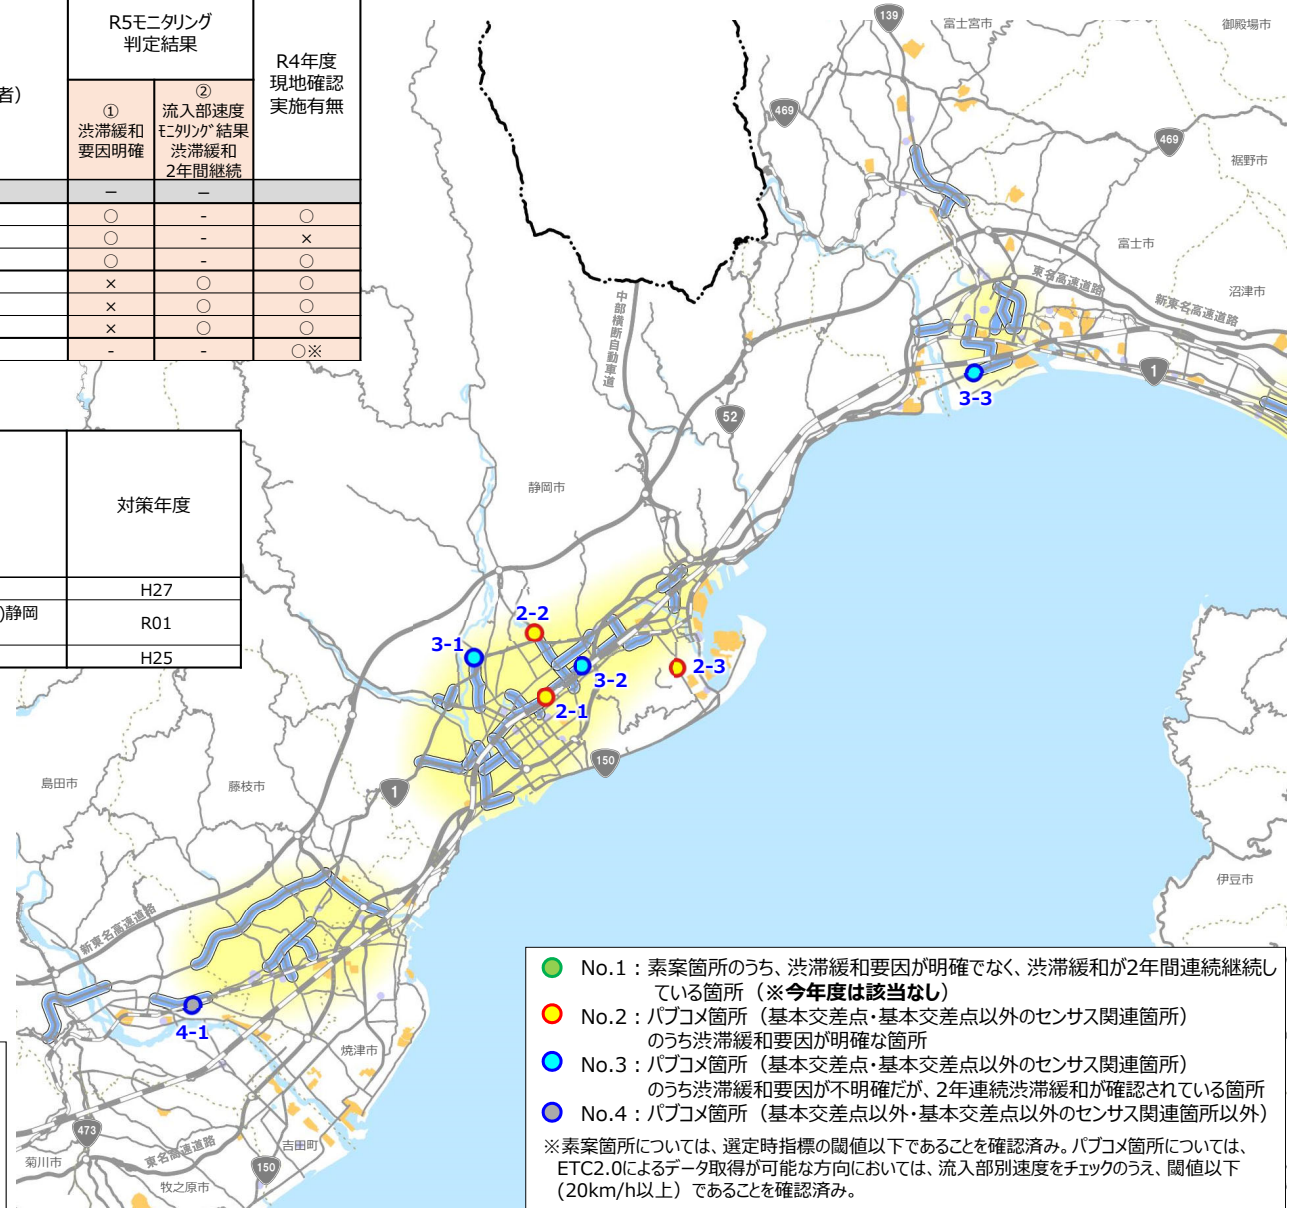 者)
R5モニタリング
判定結果
①
渋滞緩和
要因明確
②
流入部速度
モニタリング結果
渋滞緩和
2年間継続
R4年度
現地確認
実施有無
－ －
○ - ○
○ - ×
○ - ○
× ○ ○
× ○ ○
× ○ ○
- - ○※
対策年度
H27
)静岡
R01
H25
139
富士宮市
御殿場市
469
469
裾野市
富士市
東名高速道路
沼津市
新東名高速道路
中部横断自動車道
1
3-3
52
静岡市
2-2
3-1
3-2
2-3
2-1
150
島田市
藤枝市
1
伊豆市
新東名高速道路
4-1
焼津市
473
東名高速道路
吉田町
菊川市
150
牧之原市
No.1：素案箇所のうち、渋滞緩和要因が明確でなく、渋滞緩和が2年間連続継続し
ている箇所（※今年度は該当なし）
No.2：パブコメ箇所（基本交差点・基本交差点以外のセンサス関連箇所）
のうち渋滞緩和要因が明確な箇所
No.3：パブコメ箇所（基本交差点・基本交差点以外のセンサス関連箇所）
のうち渋滞緩和要因が不明確だが、2年連続渋滞緩和が確認されている箇所
No.4：パブコメ箇所（基本交差点以外・基本交差点以外のセンサス関連箇所以外）
※素案箇所については、選定時指標の閾値以下であることを確認済み。パブコメ箇所については、
ETC2.0によるデータ取得が可能な方向においては、流入部別速度をチェックのうえ、閾値以下
(20km/h以上）であることを確認済み。